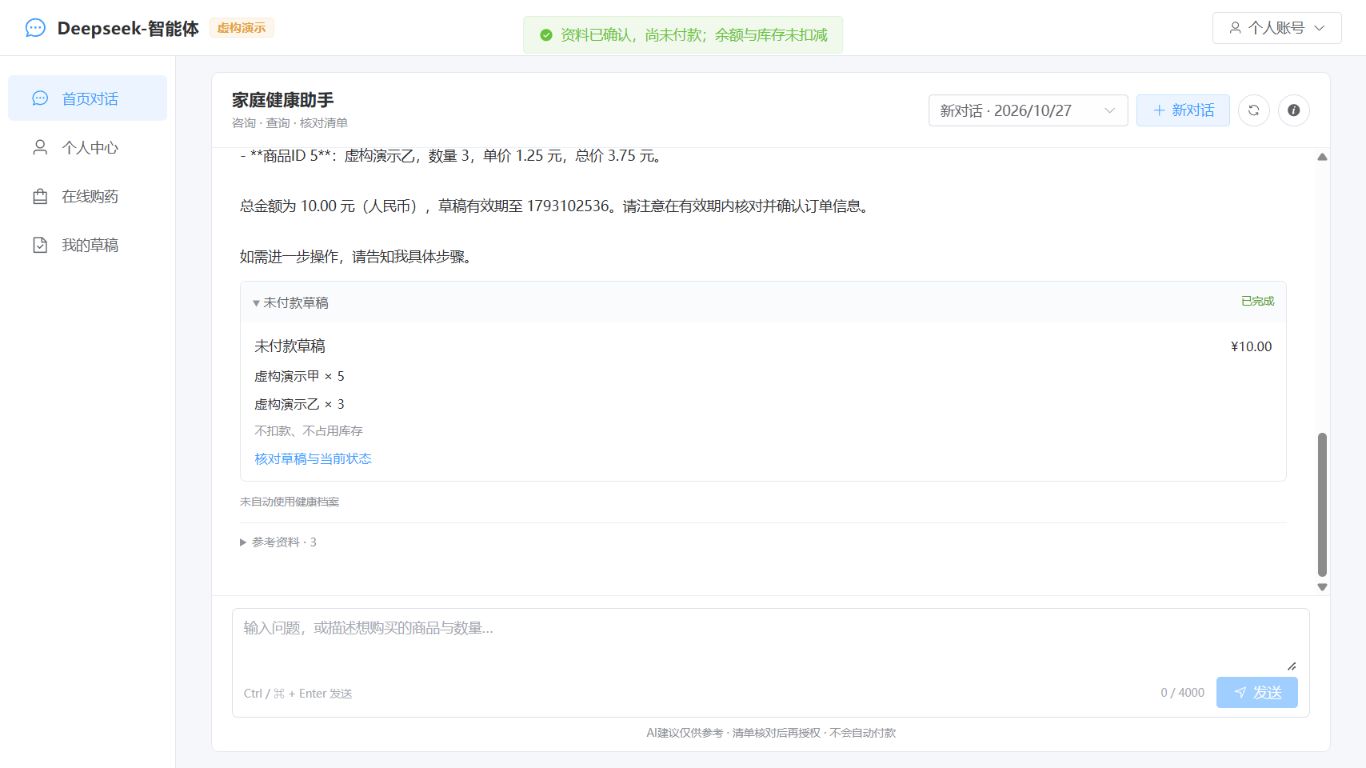 Deepseek-智能体 虚构演示
资料已确认，尚未付款；余额与库存未扣减
个人账号
首页对话
个人中心
在线购药
我的草稿
家庭健康助手
咨询 · 查询 · 核对清单
新对话 · 2026/10/27
新对话
- **商品ID 5**：虚构演示乙，数量 3，单价 1.25 元，总价 3.75 元。
总金额为 10.00 元（人民币），草稿有效期至 1793102536。请注意在有效期内核对并确认订单信息。
如需进一步操作，请告知我具体步骤。
未付款草稿 已完成
未付款草稿 ¥10.00
虚构演示甲 × 5
虚构演示乙 × 3
不扣款、不占用库存
核对草稿与当前状态
未自动使用健康档案
参考资料 · 3
输入问题，或描述想购买的商品与数量...
Ctrl / ⌘ + Enter 发送
0 / 4000
发送
AI建议仅供参考 · 清单核对后再授权 · 不会自动付款